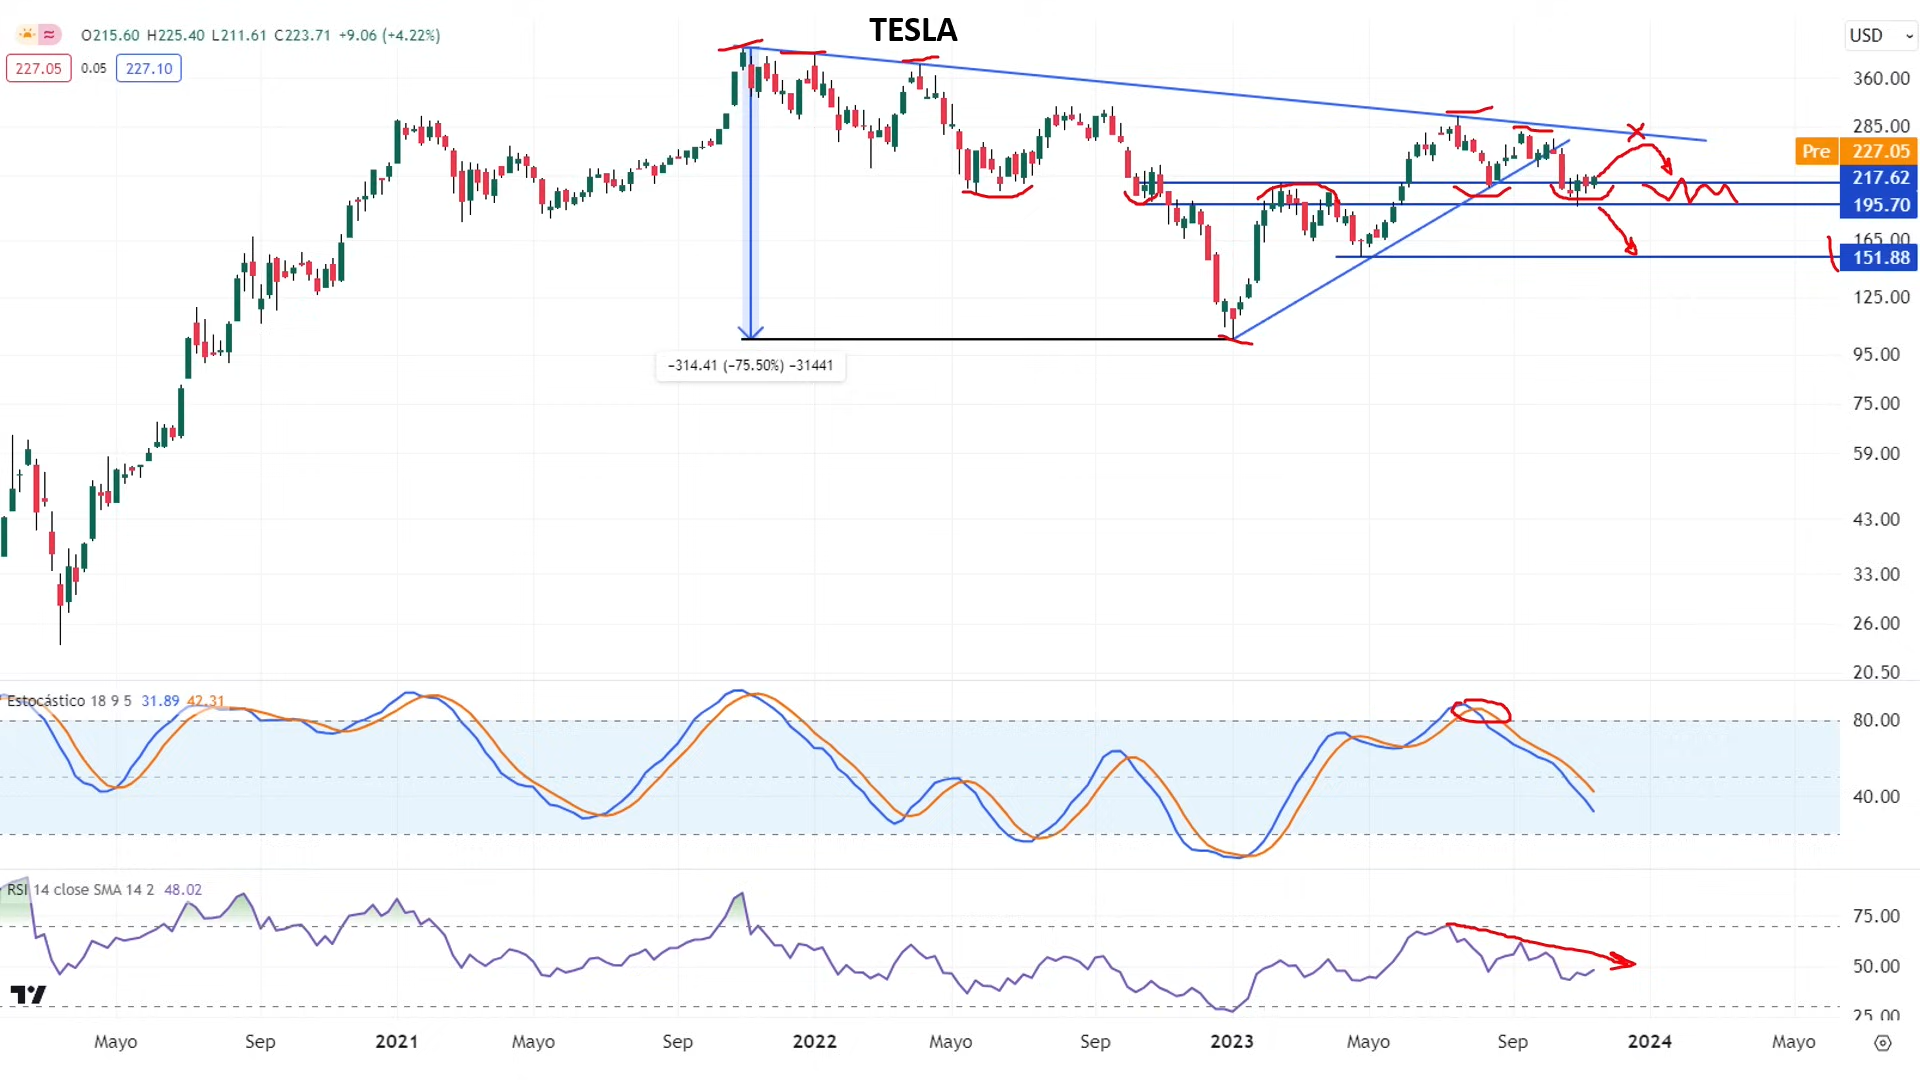 TESLA
O215.60 H225.40 L211.61 C223.71 +9.06 (+4.22%)
USD
227.05 0.05 227.10
360.00
285.00
Pre 227.05
217.62
195.70
165.00
151.88
125.00
-314.41 (-75.50%) -31441
95.00
75.00
59.00
43.00
33.00
26.00
20.50
Estocástico 18 9 5 31.89 42.31
80.00
40.00
RSI 14 close SMA 14 2 48.02
75.00
50.00
25.00
Mayo Sep 2021 Mayo Sep 2022 Mayo Sep 2023 Mayo Sep 2024 Mayo